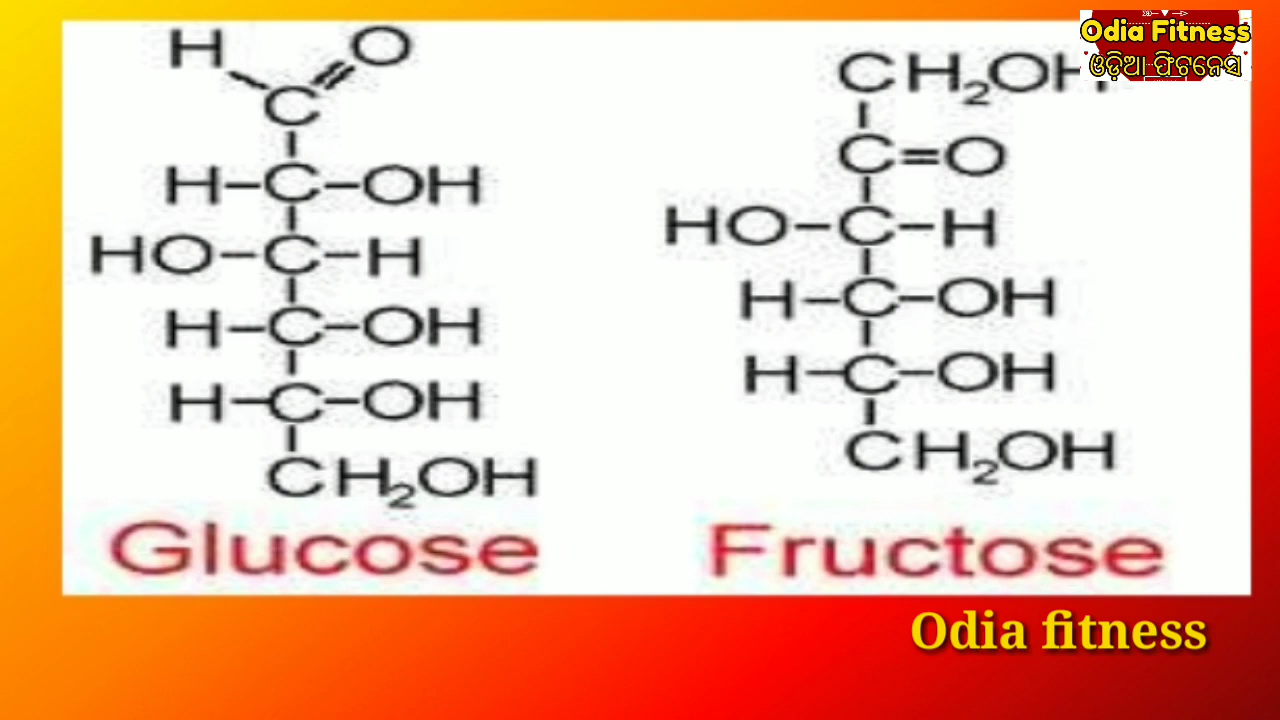 Odia Fitness
ଓଡ଼ିଆ ଫିଟନେସ
H O
C
H–C–OH
HO–C–H
H–C–OH
H–C–OH
CH₂OH
Glucose
CH₂OH
C=O
HO–C–H
H–C–OH
H–C–OH
CH₂OH
Fructose
Odia fitness